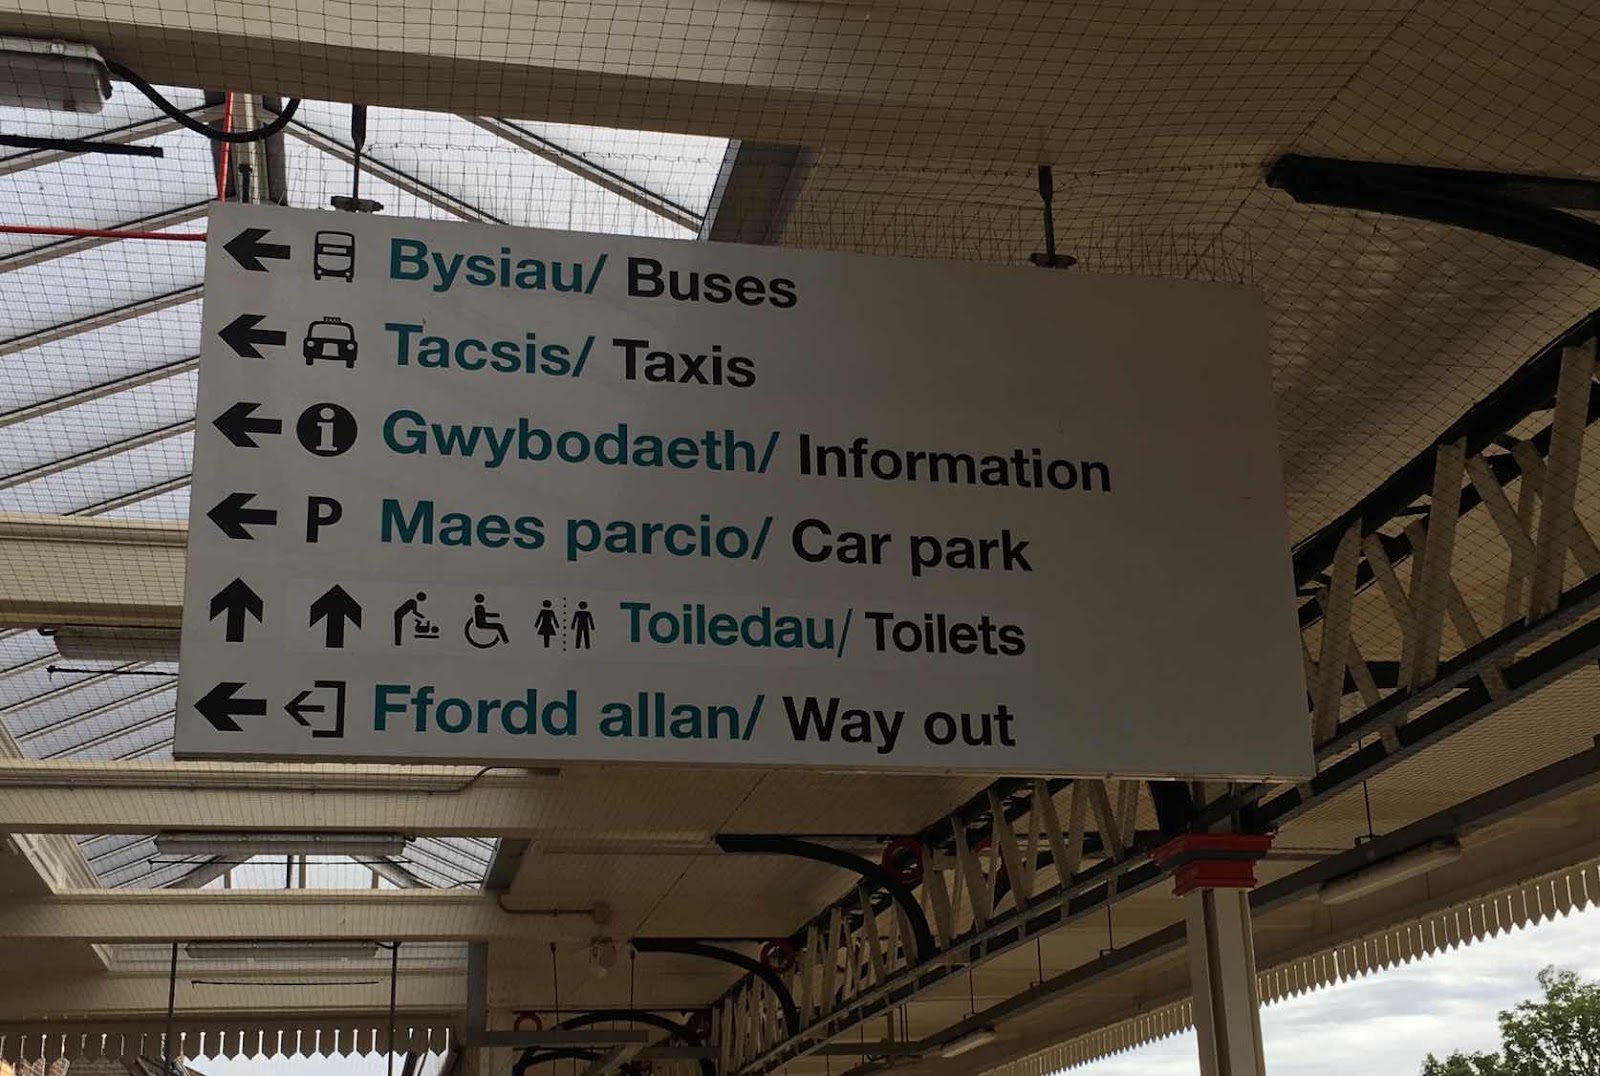 Bysiau/ Buses
Tacsis/ Taxis
Gwybodaeth/ Information
P Maes parcio/ Car park
Toiledau/ Toilets
Ffordd allan/ Way out